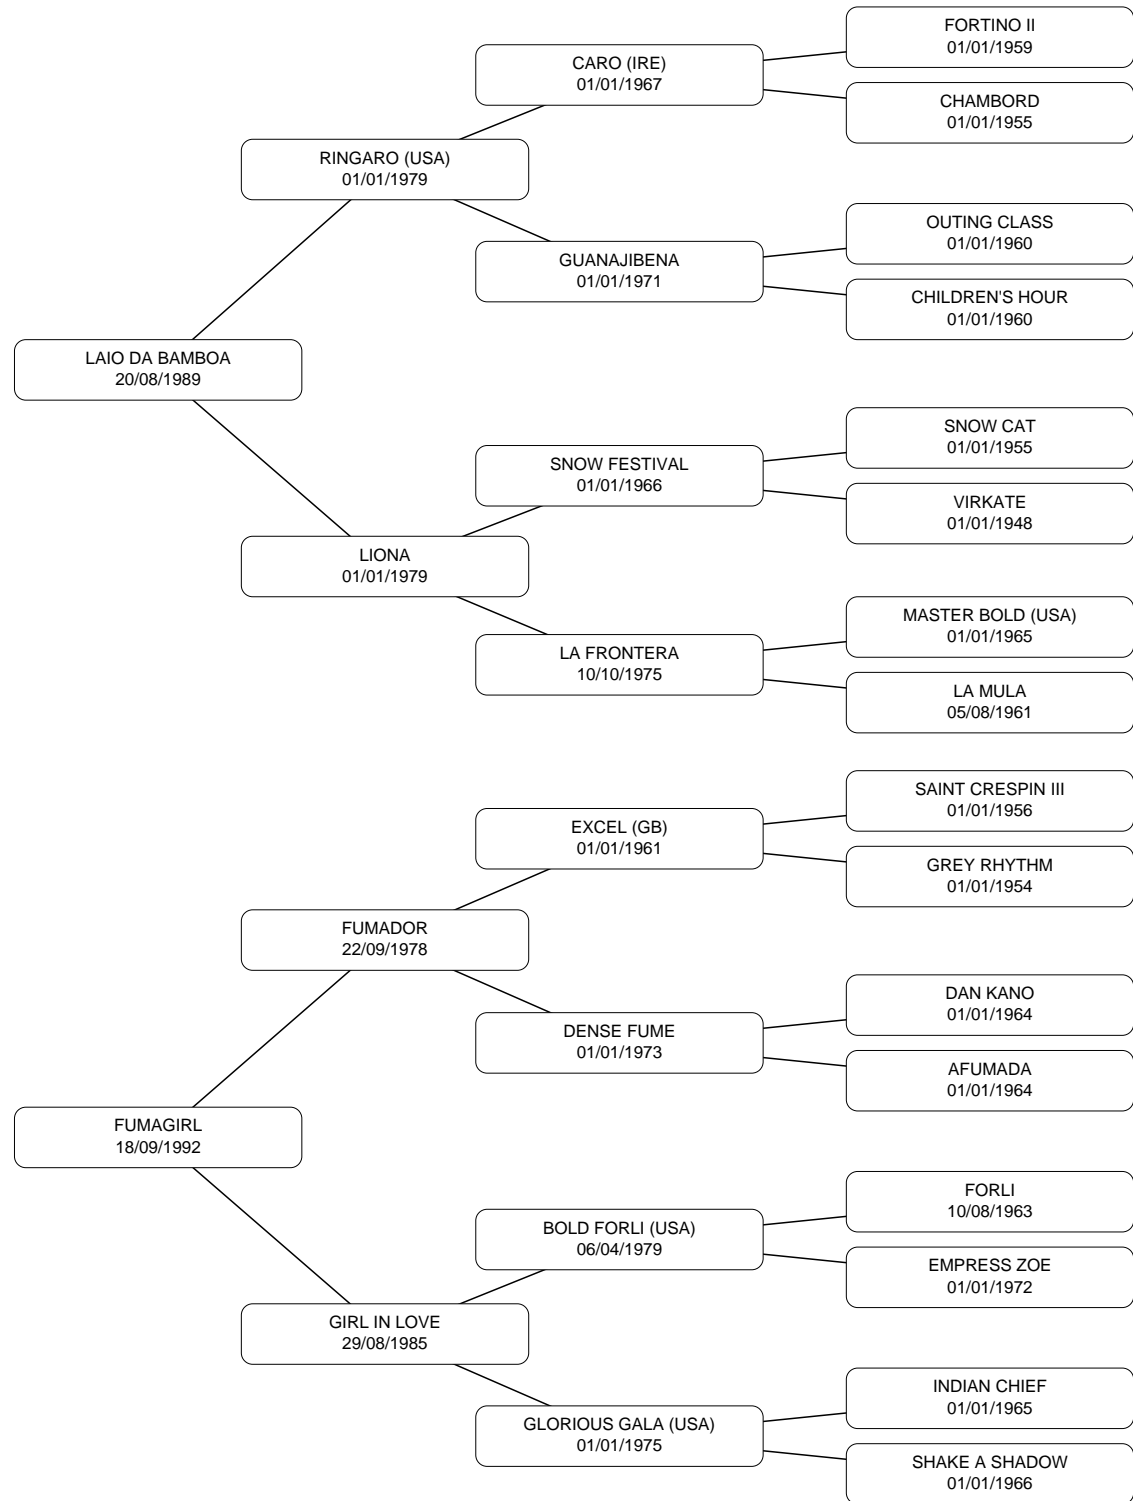 FORTINO II
01/01/1959
CARO (IRE)
01/01/1967
CHAMBORD
01/01/1955
RINGARO (USA)
01/01/1979
OUTING CLASS
01/01/1960
GUANAJIBENA
01/01/1971
CHILDREN'S HOUR
01/01/1960
LAIO DA BAMBOA
20/08/1989
SNOW CAT
01/01/1955
SNOW FESTIVAL
01/01/1966
VIRKATE
01/01/1948
LIONA
01/01/1979
MASTER BOLD (USA)
01/01/1965
LA FRONTERA
10/10/1975
LA MULA
05/08/1961
SAINT CRESPIN III
01/01/1956
EXCEL (GB)
01/01/1961
GREY RHYTHM
01/01/1954
FUMADOR
22/09/1978
DAN KANO
01/01/1964
DENSE FUME
01/01/1973
AFUMADA
01/01/1964
FUMAGIRL
18/09/1992
FORLI
10/08/1963
BOLD FORLI (USA)
06/04/1979
EMPRESS ZOE
01/01/1972
GIRL IN LOVE
29/08/1985
INDIAN CHIEF
01/01/1965
GLORIOUS GALA (USA)
01/01/1975
SHAKE A SHADOW
01/01/1966